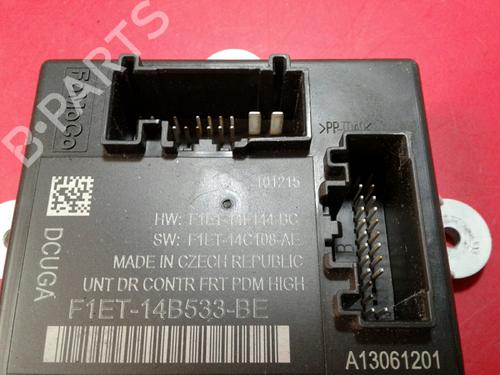 FoMoCo
101215
HW: F1ET-14F144-BC
SW: F1ET-14C108-AE
MADE IN CZECH REPUBLIC
UNT DR CONTR FRT PDM HIGH
F1ET-14B533-BE
DCUGA
A13061201
B-PARTS